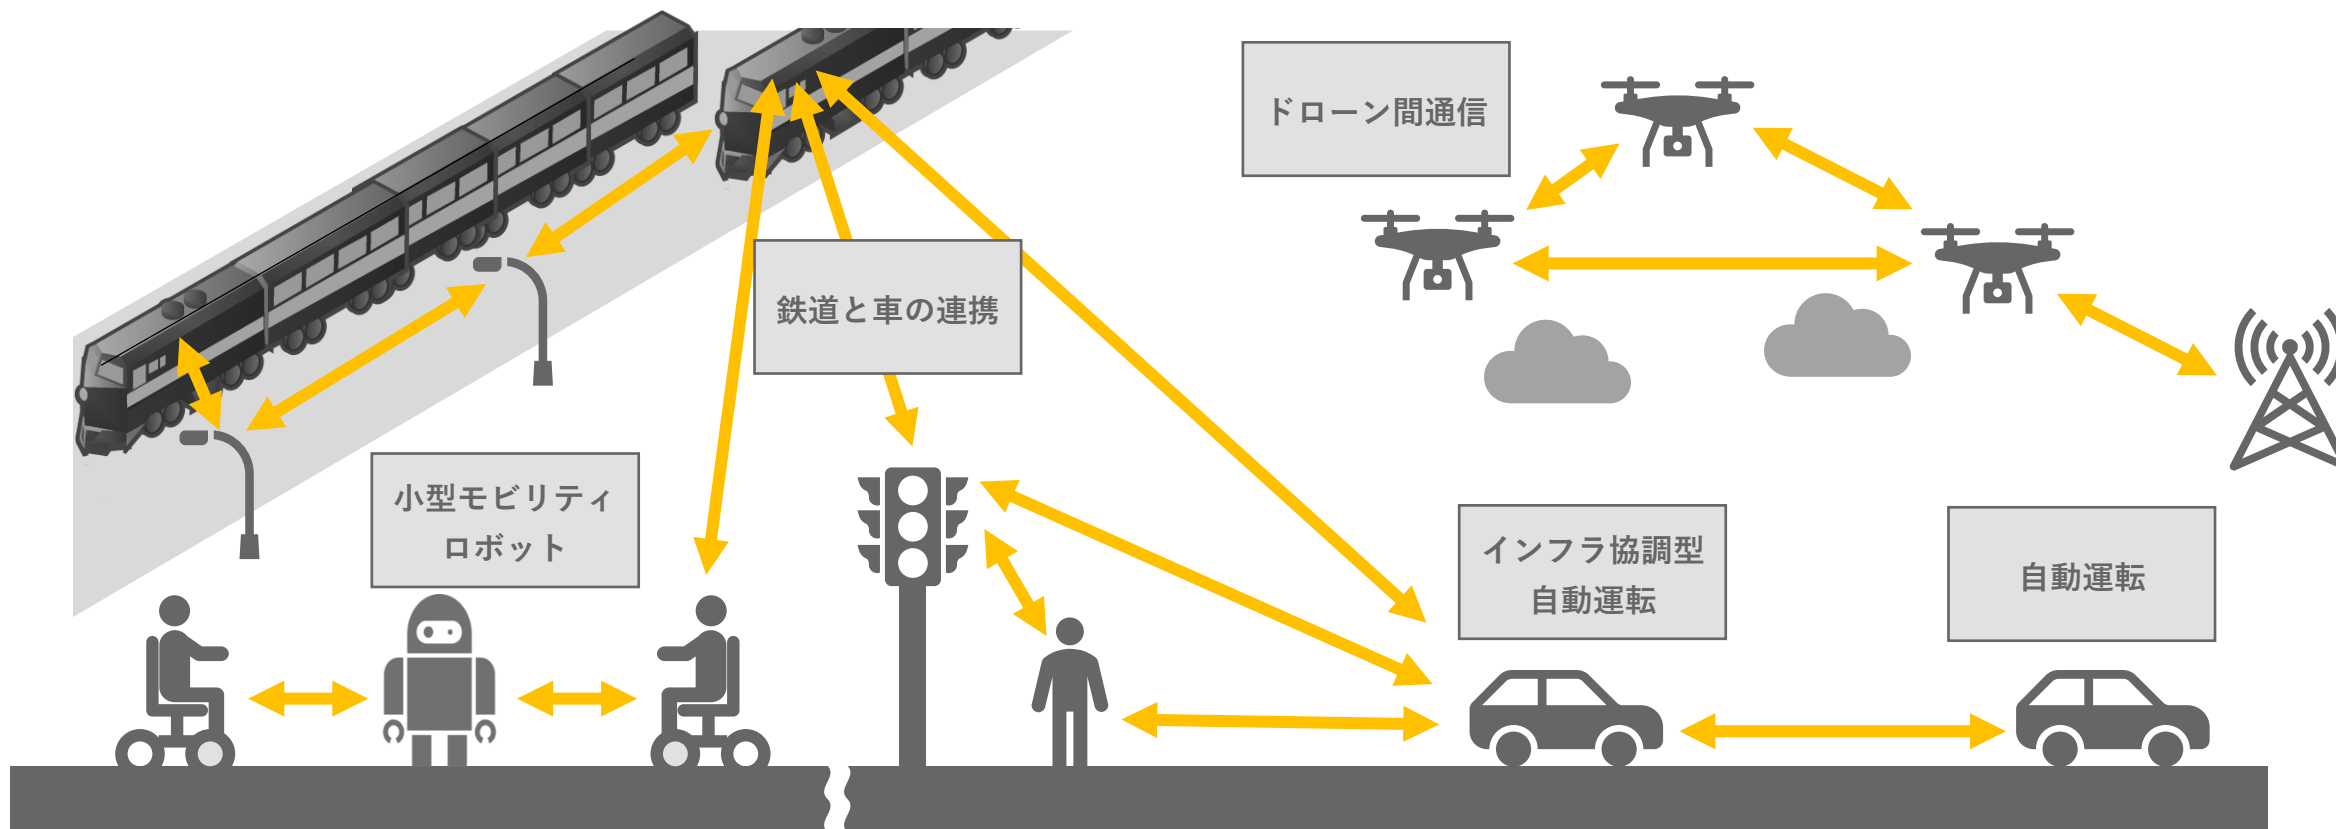 ドローン間通信
鉄道と車の連携
小型モビリティ
ロボット
インフラ協調型
自動運転
自動運転